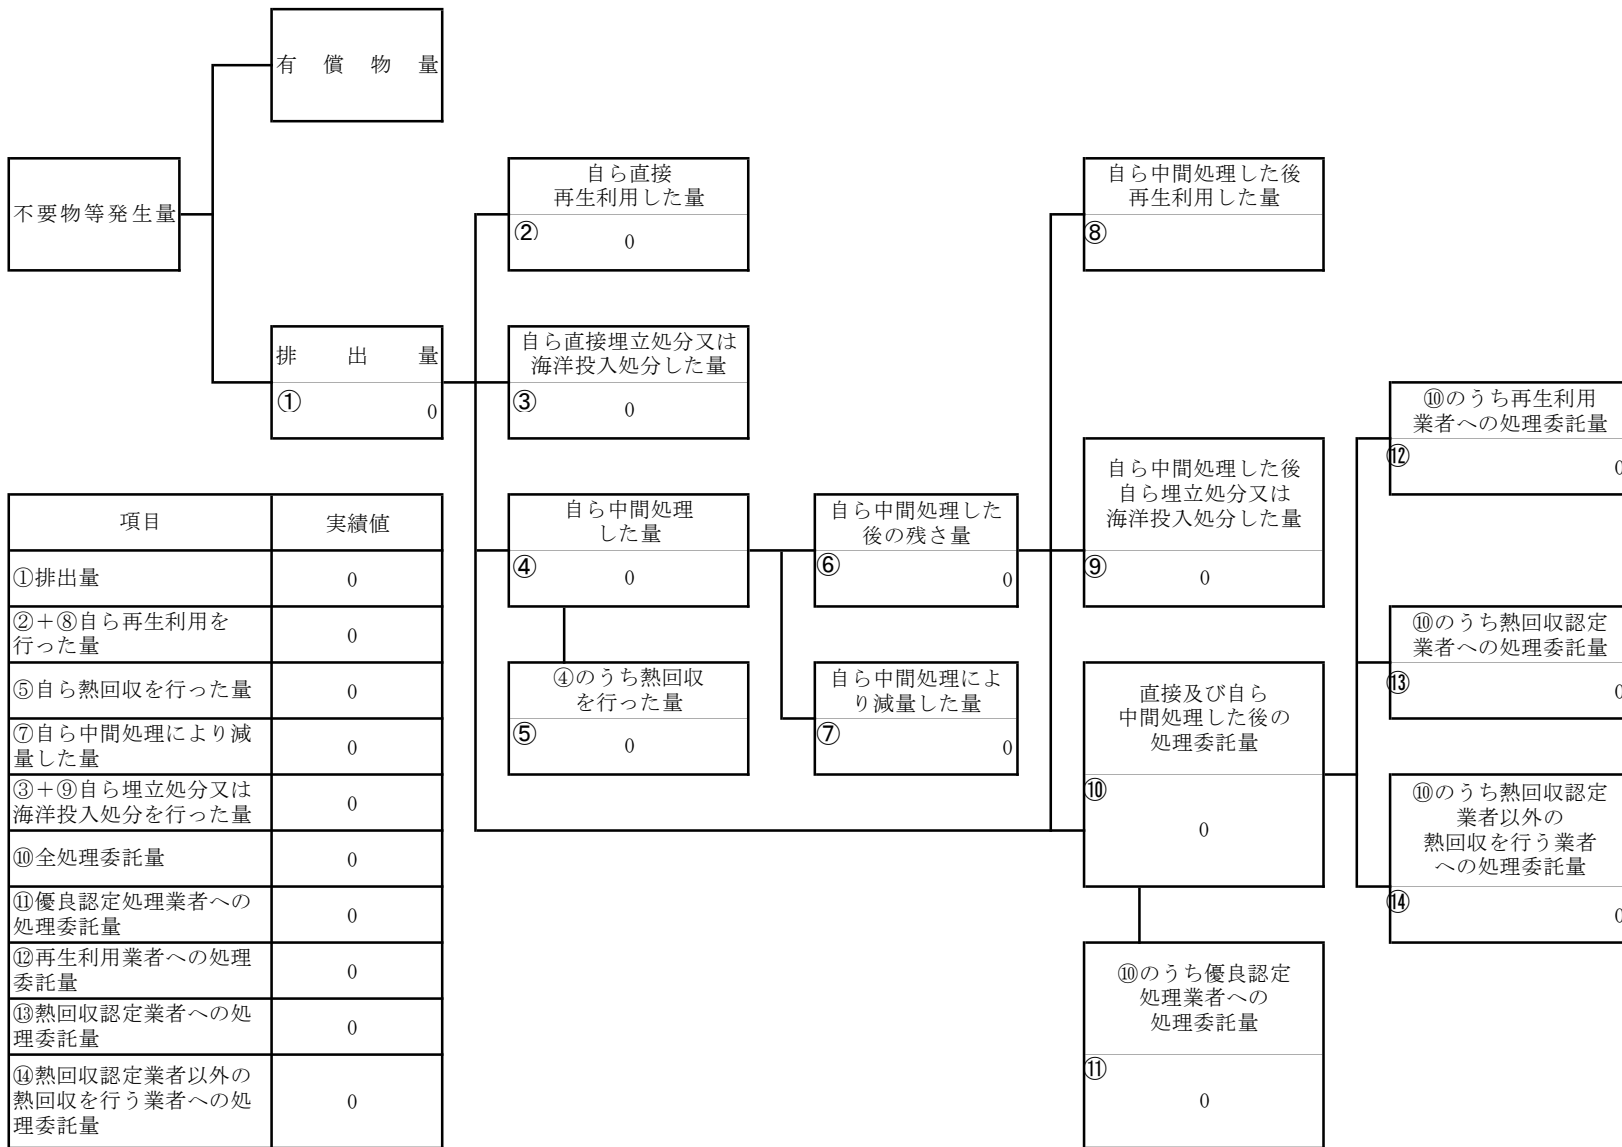 有償物量
不要物等発生量
排出量
①
0
自ら直接
再生利用した量
②
0
自ら直接埋立処分又は
海洋投入処分した量
③
0
自ら中間処理
した量
④
0
④のうち熱回収
を行った量
⑤
0
自ら中間処理した
後の残さ量
⑥
0
自ら中間処理によ
り減量した量
⑦
0
自ら中間処理した後
再生利用した量
⑧
自ら中間処理した後
自ら埋立処分又は
海洋投入処分した量
⑨
0
直接及び自ら
中間処理した後の
処理委託量
⑩
0
⑩のうち優良認定
処理業者への
処理委託量
⑪
0
⑩のうち再生利用
業者への処理委託量
⑫
0
⑩のうち熱回収認定
業者への処理委託量
⑬
0
⑩のうち熱回収認定
業者以外の
熱回収を行う業者
への処理委託量
⑭
0
項目 実績値
①排出量 0
②＋⑧自ら再生利用を
行った量 0
⑤自ら熱回収を行った量 0
⑦自ら中間処理により減
量した量 0
③＋⑨自ら埋立処分又は
海洋投入処分を行った量 0
⑩全処理委託量 0
⑪優良認定処理業者への
処理委託量 0
⑫再生利用業者への処理
委託量 0
⑬熱回収認定業者への処
理委託量 0
⑭熱回収認定業者以外の
熱回収を行う業者への処 0
理委託量